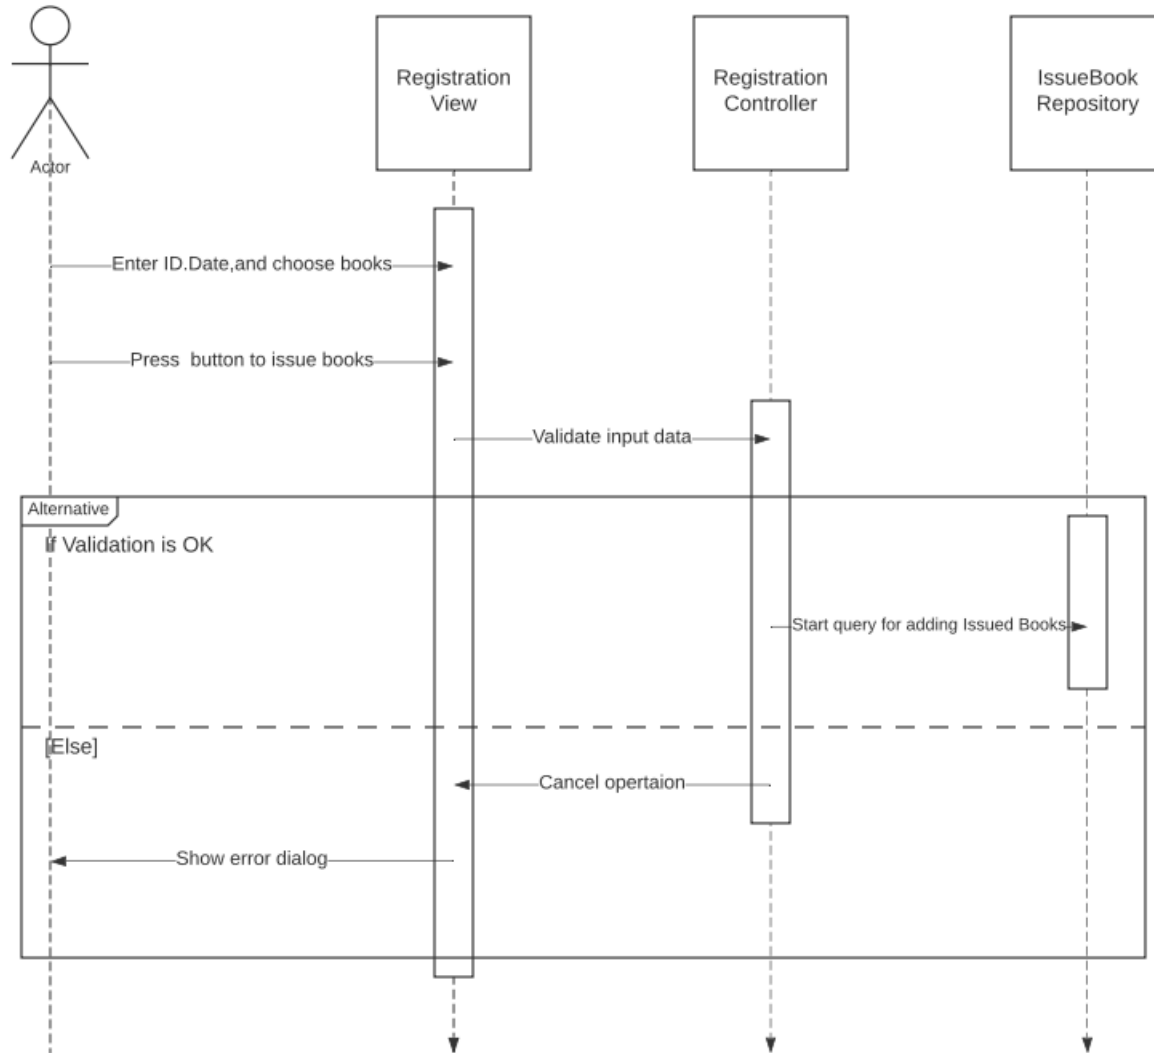 Actor
Registration
View
Registration
Controller
IssueBook
Repository
Enter ID.Date,and choose books
Press  button to issue books
Validate input data
Alternative
If Validation is OK
Start query for adding Issued Books
[Else]
Cancel opertaion
Show error dialog